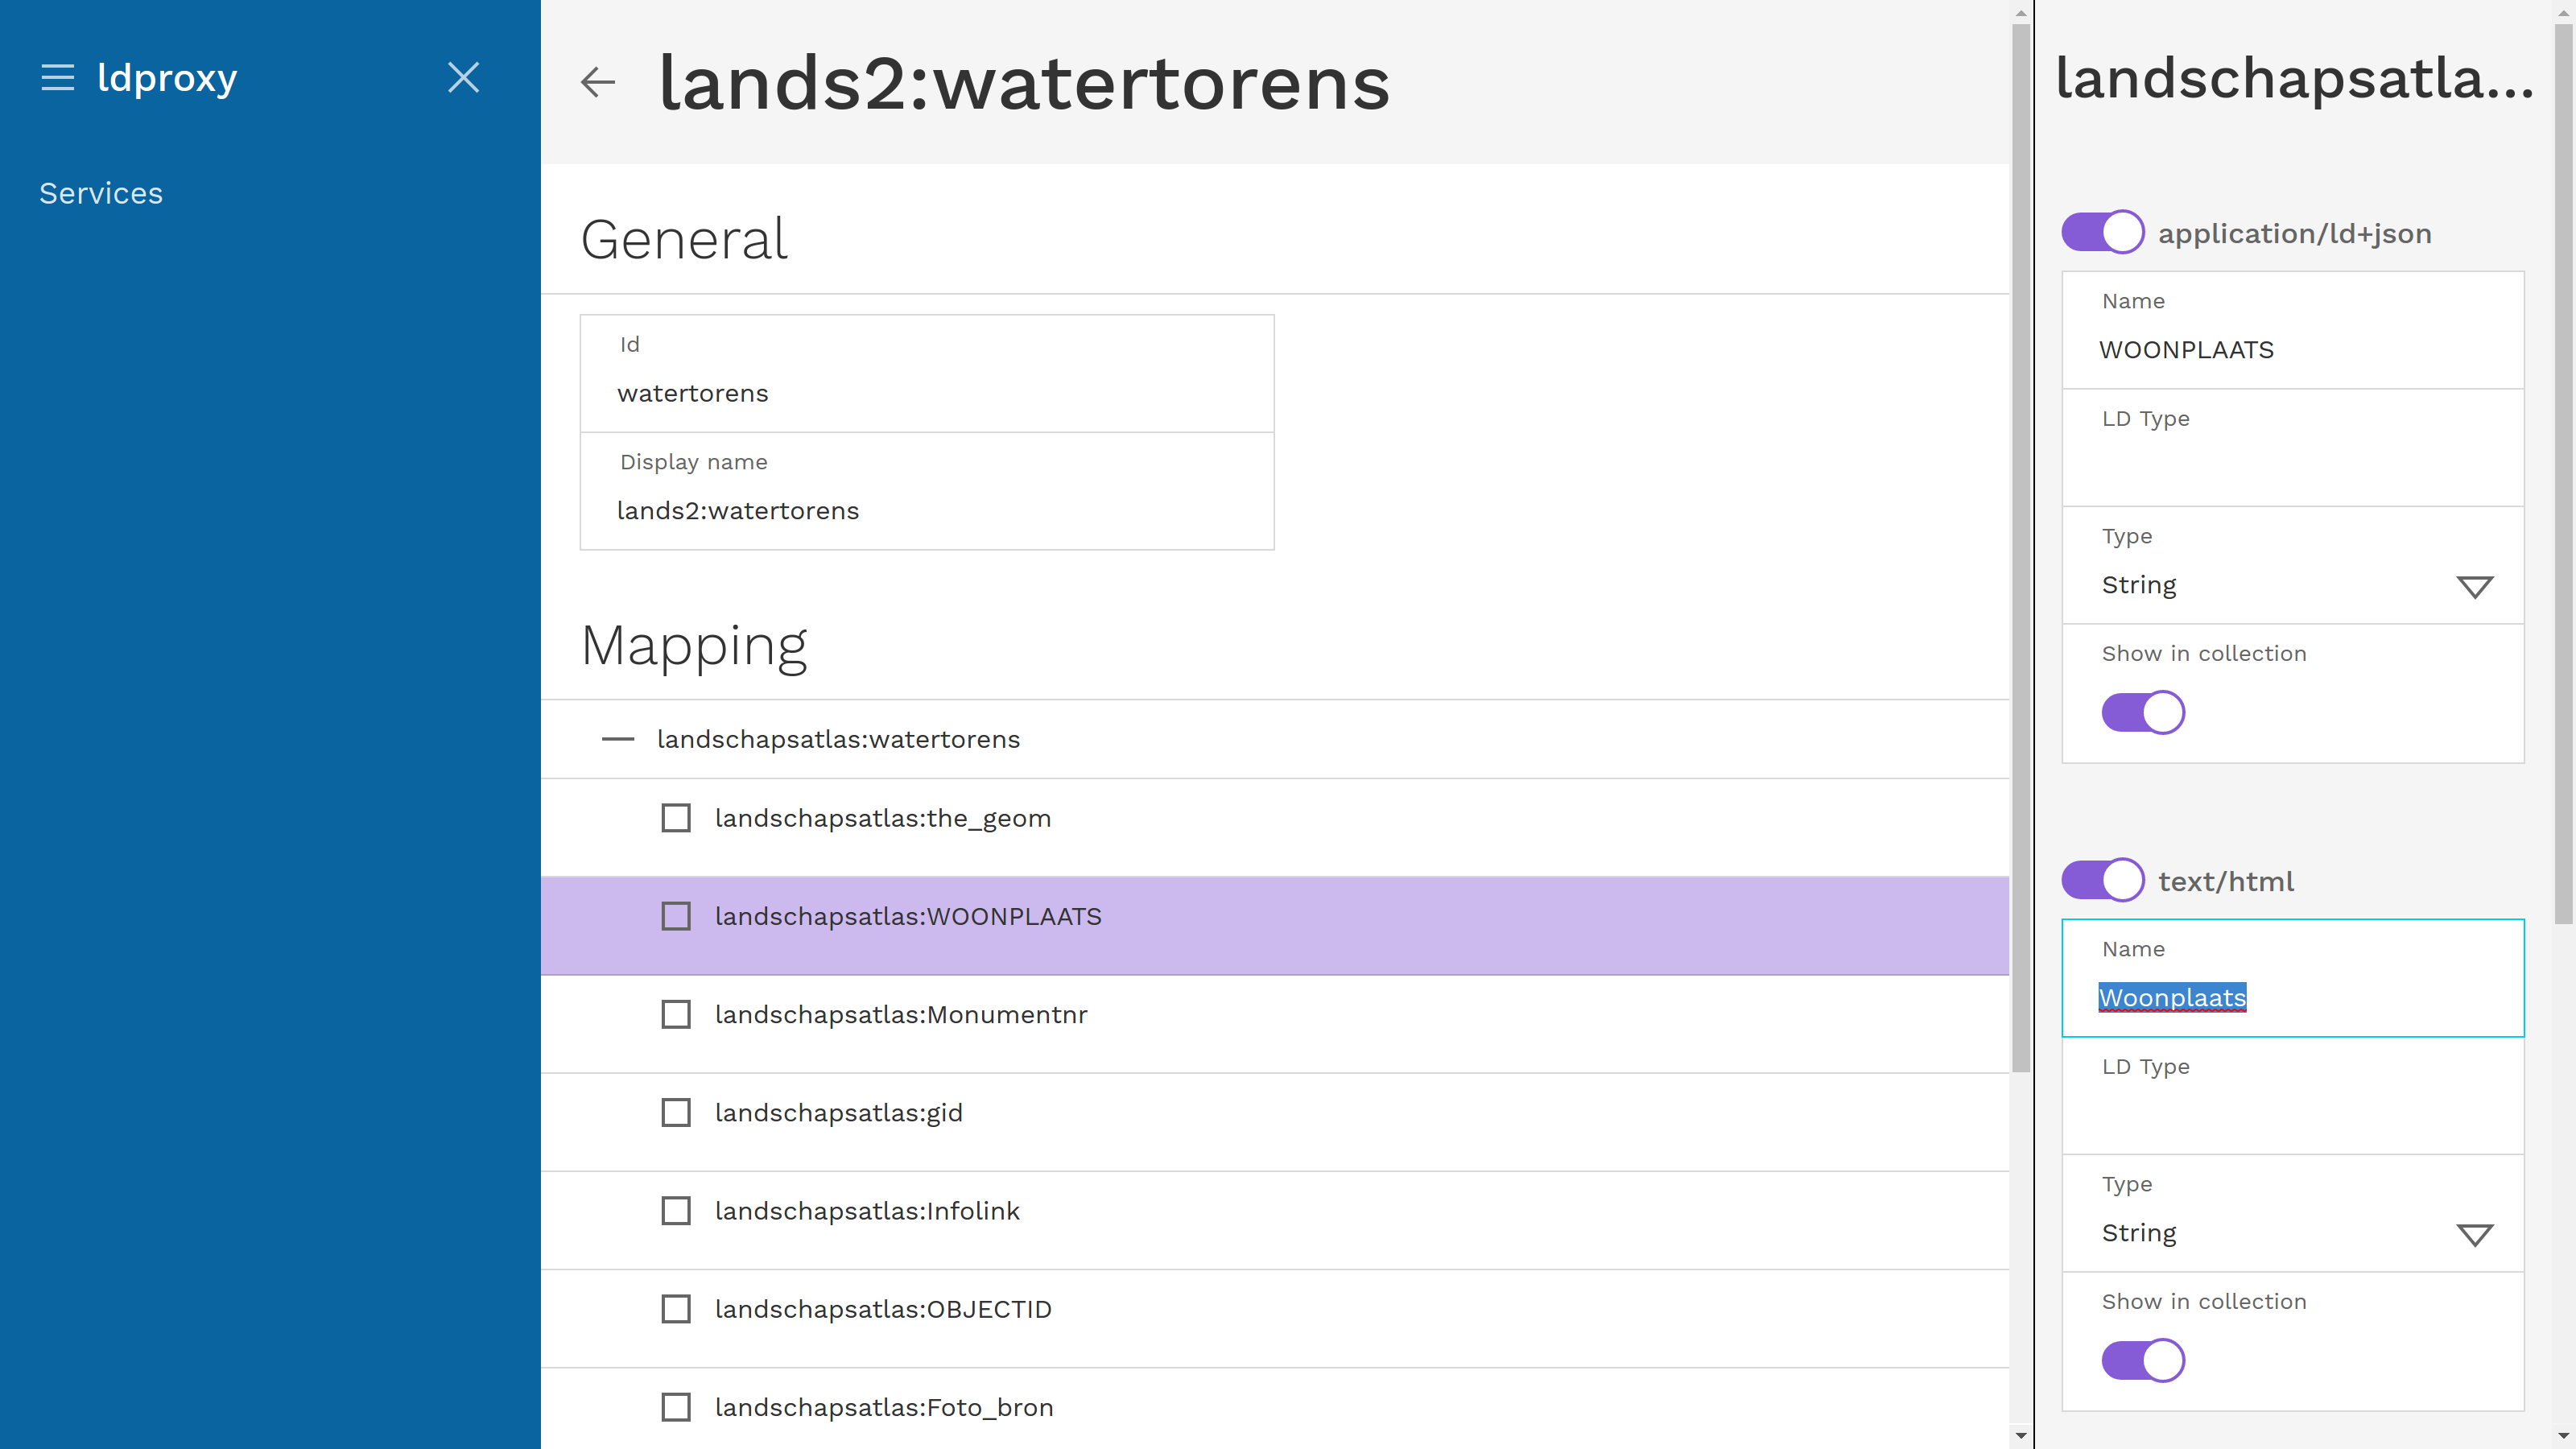 ldproxy
Services
lands2:watertorens
General
Id
watertorens
Display name
lands2:watertorens
Mapping
landschapsatlas:watertorens
landschapsatlas:the_geom
landschapsatlas:WOONPLAATS
landschapsatlas:Monumentnr
landschapsatlas:gid
landschapsatlas:Infolink
landschapsatlas:OBJECTID
landschapsatlas:Foto_bron
landschapsatla...
application/ld+json
Name
WOONPLAATS
LD Type
Type
String
Show in collection
text/html
Name
Woonplaats
LD Type
Type
String
Show in collection